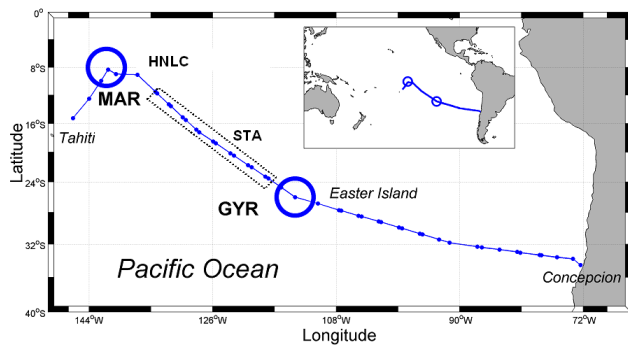 0°
8°S
16°S
24°S
32°S
40°S
Latitude
HNLC
MAR
Tahiti
STA
GYR
Easter Island
Pacific Ocean
Concepcion
144°W
126°W
108°W
90°W
72°W
Longitude